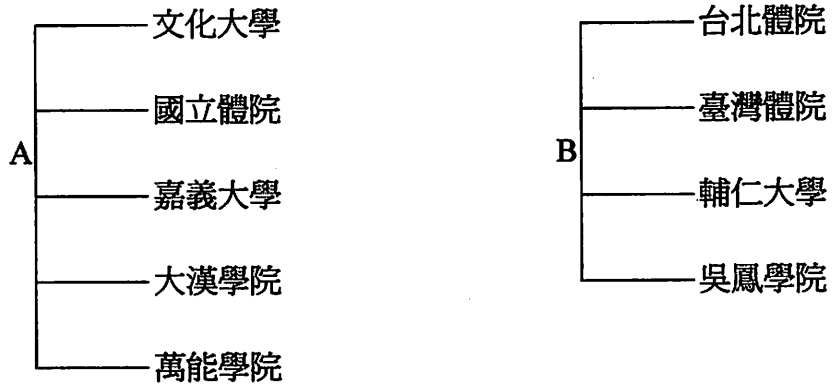 A
文化大學
國立體院
嘉義大學
大漢學院
萬能學院
B
台北體院
臺灣體院
輔仁大學
吳鳳學院